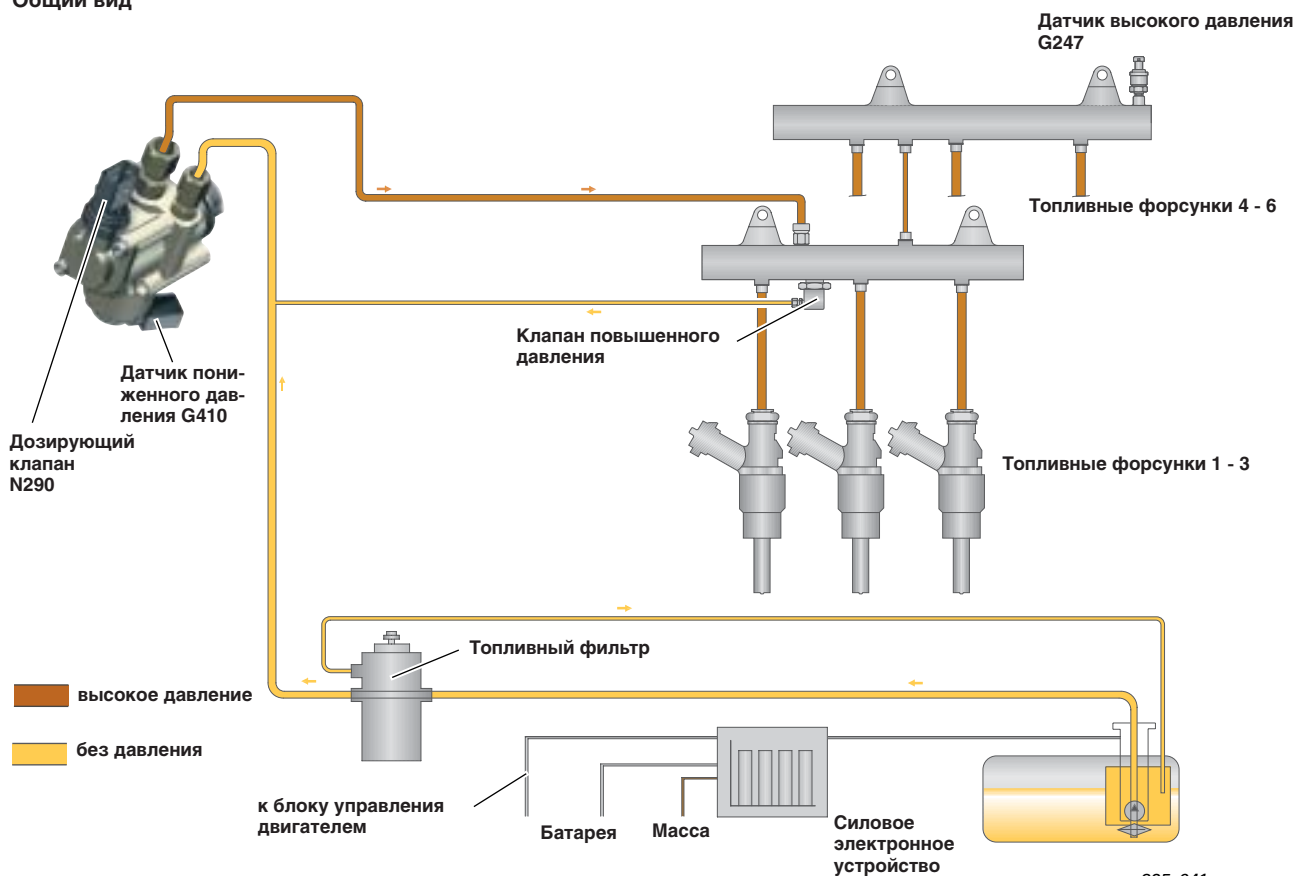 Общий вид
Датчик высокого давления
G247
Топливные форсунки 4 - 6
Клапан повышенного
давления
Датчик пони-
женного дав-
ления G410
Дозирующий
клапан
N290
Топливные форсунки 1 - 3
Топливный фильтр
высокое давление
без давления
к блоку управления
двигателем
Батарея
Масса
Силовое
электронное
устройство